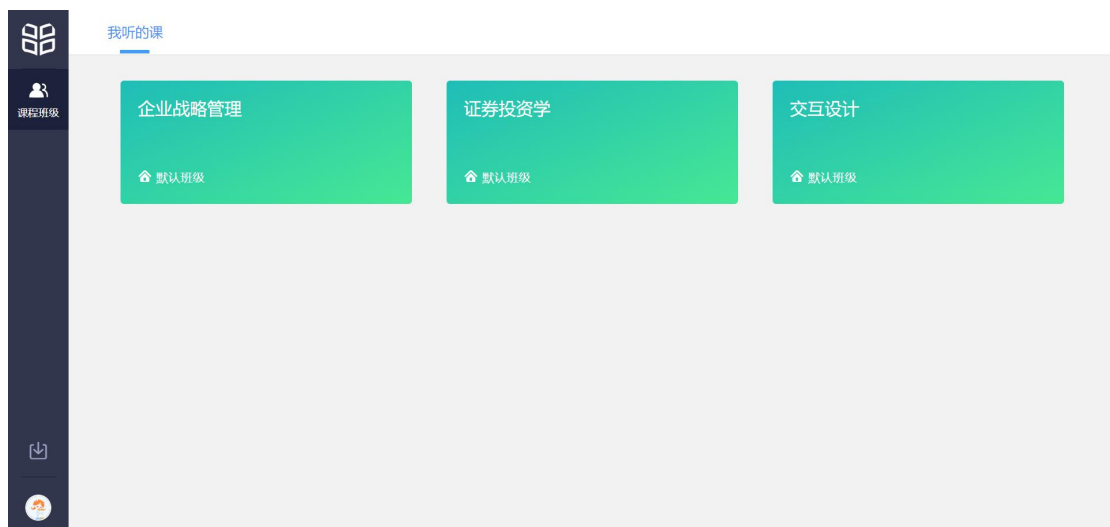 我听的课
课程班级
企业战略管理
证券投资学
交互设计
默认班级
默认班级
默认班级